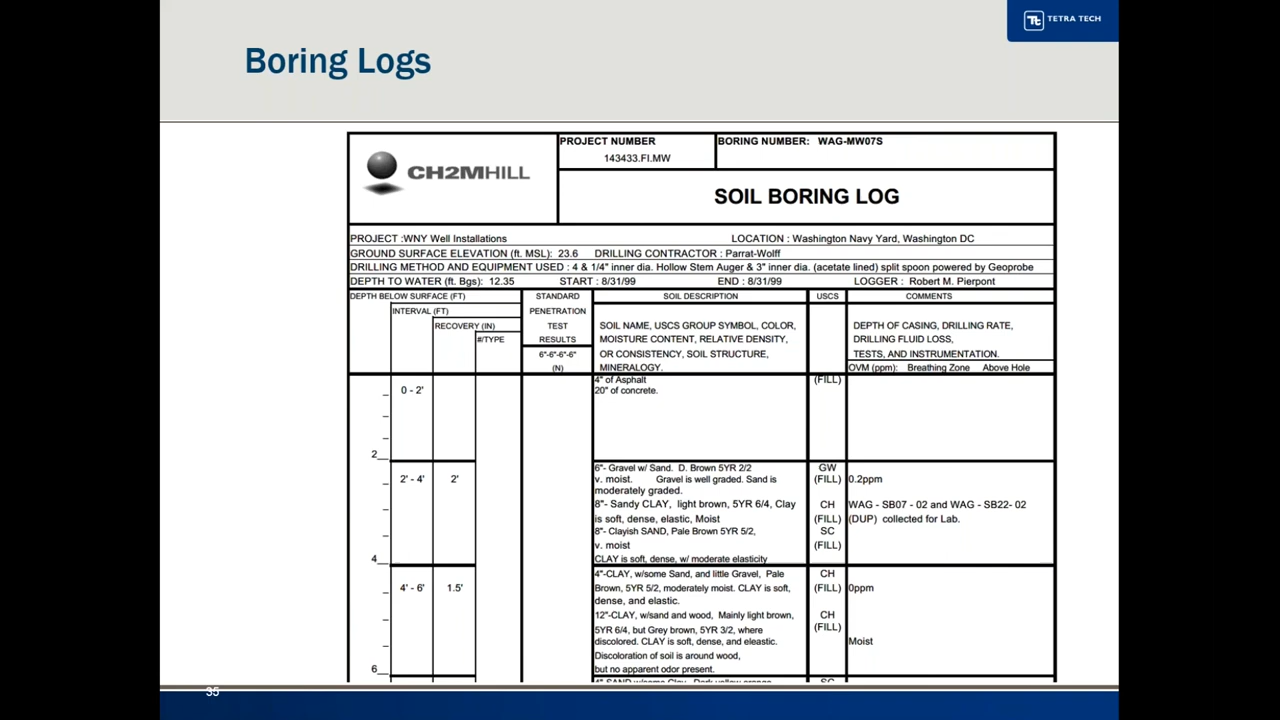 TETRA TECH
Boring Logs
CH2MHILL
PROJECT NUMBER
143433.FI.MW
BORING NUMBER: WAG-MW07S
SOIL BORING LOG
PROJECT :WNY Well Installations LOCATION : Washington Navy Yard, Washington DC
GROUND SURFACE ELEVATION (ft. MSL): 23.6 DRILLING CONTRACTOR : Parrat-Wolff
DRILLING METHOD AND EQUIPMENT USED : 4 & 1/4" inner dia. Hollow Stem Auger & 3" inner dia. (acetate lined) split spoon powered by Geoprobe
DEPTH TO WATER (ft. Bgs): 12.35 START : 8/31/99 END : 8/31/99 LOGGER : Robert M. Pierpont
DEPTH BELOW SURFACE (FT)
INTERVAL (FT)
RECOVERY (IN)
#/TYPE
STANDARD
PENETRATION
TEST
RESULTS
6"-6"-6"-6"
(N)
SOIL DESCRIPTION
SOIL NAME, USCS GROUP SYMBOL, COLOR,
MOISTURE CONTENT, RELATIVE DENSITY,
OR CONSISTENCY, SOIL STRUCTURE,
MINERALOGY.
USCS
COMMENTS
DEPTH OF CASING, DRILLING RATE,
DRILLING FLUID LOSS,
TESTS, AND INSTRUMENTATION.
OVM (ppm): Breathing Zone Above Hole
0 - 2'
4" of Asphalt
20" of concrete.
(FILL)
2
2' - 4' 2'
6"- Gravel w/ Sand. D. Brown 5YR 2/2
v. moist. Gravel is well graded. Sand is
moderately graded.
8"- Sandy CLAY, light brown, 5YR 6/4, Clay
is soft, dense, elastic, Moist
8"- Clayish SAND, Pale Brown 5YR 5/2,
v. moist
CLAY is soft, dense, w/ moderate elasticity
GW
(FILL)
CH
(FILL)
SC
(FILL)
0.2ppm
WAG - SB07 - 02 and WAG - SB22- 02
(DUP) collected for Lab.
4
4' - 6' 1.5'
4"-CLAY, w/some Sand, and little Gravel, Pale
Brown, 5YR 5/2, moderately moist. CLAY is soft,
dense, and elastic.
12"-CLAY, w/sand and wood, Mainly light brown,
5YR 6/4, but Grey brown, 5YR 3/2, where
discolored. CLAY is soft, dense, and eleastic.
Discoloration of soil is around wood,
but no apparent odor present.
CH
(FILL)
CH
(FILL)
0ppm
Moist
6
35